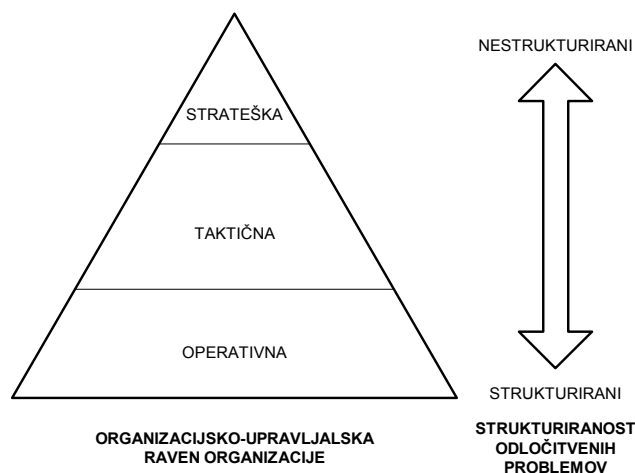 NESTRUKTURIRANI
STRATEŠKA
TAKTIČNA
OPERATIVNA
STRUKTURIRANI
ORGANIZACIJSKO-UPRAVLJALSKA
RAVEN ORGANIZACIJE
STRUKTURIRANOST
ODLOČITVENIH
PROBLEMOV